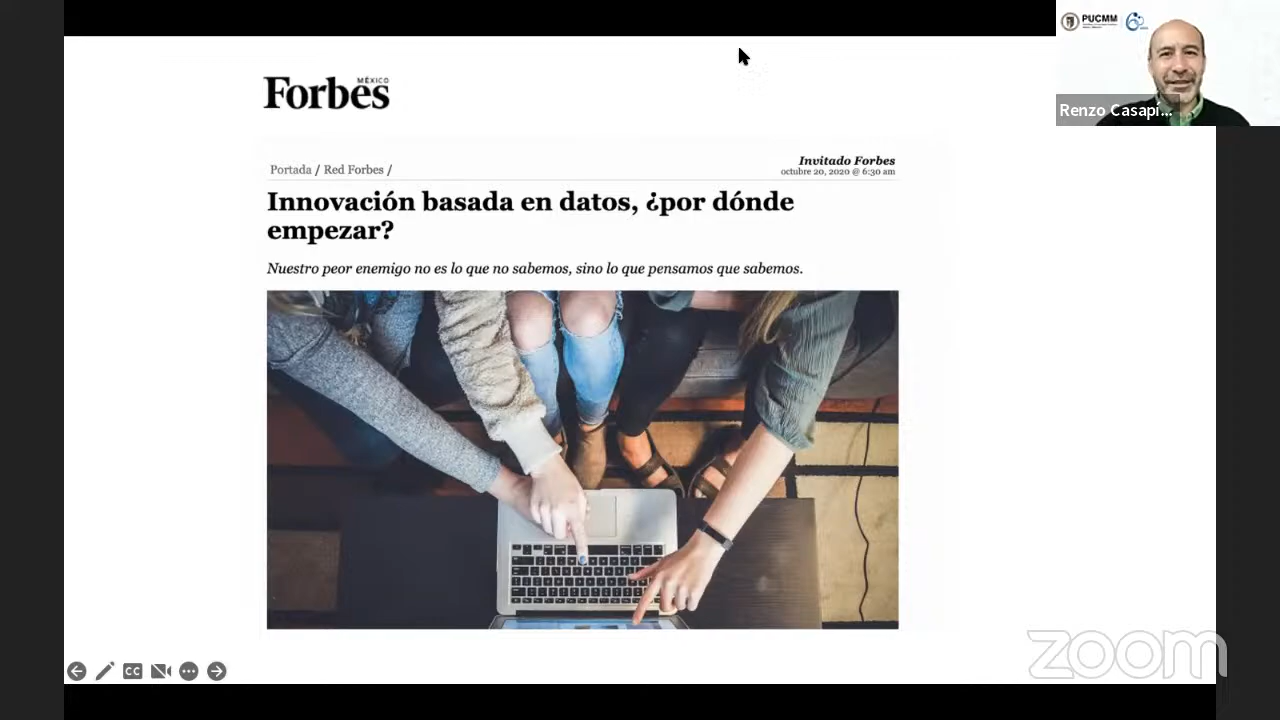 PUCMM
Renzo Casapí...
MÉXICO
Forbes
Portada / Red Forbes /
Invitado Forbes
octubre 20, 2020 @ 6:30 am
Innovación basada en datos, ¿por dónde
empezar?
Nuestro peor enemigo no es lo que no sabemos, sino lo que pensamos que sabemos.
CC
zoom